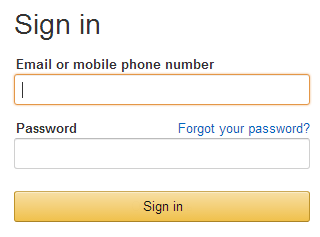 Sign in
Email or mobile phone number
Password Forgot your password?
Sign in